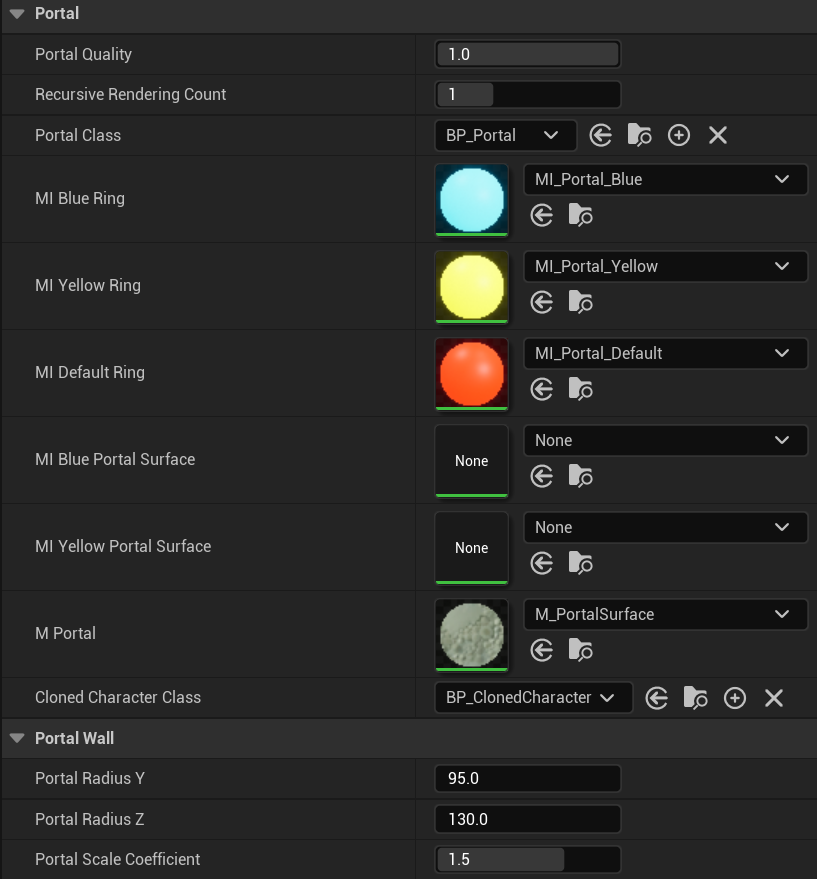 Portal
Portal Quality 1.0
Recursive Rendering Count 1
Portal Class BP_Portal
MI Blue Ring MI_Portal_Blue
MI Yellow Ring MI_Portal_Yellow
MI Default Ring MI_Portal_Default
MI Blue Portal Surface None None
MI Yellow Portal Surface None None
M Portal M_PortalSurface
Cloned Character Class BP_ClonedCharacter
Portal Wall
Portal Radius Y 95.0
Portal Radius Z 130.0
Portal Scale Coefficient 1.5